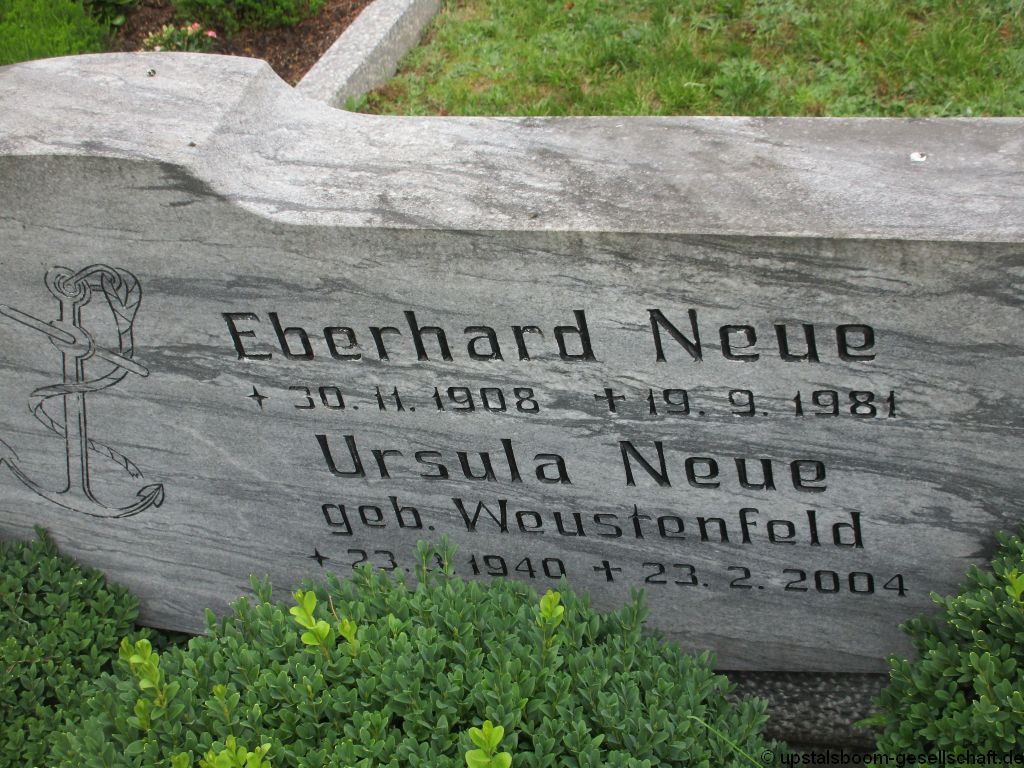 Eberhard Neue
30. 11. 1908 † 19. 9. 1981
Ursula Neue
geb. Weustenfeld
23. 1940 † 23. 2. 2004
© upstalsboom-gesellschaft.de